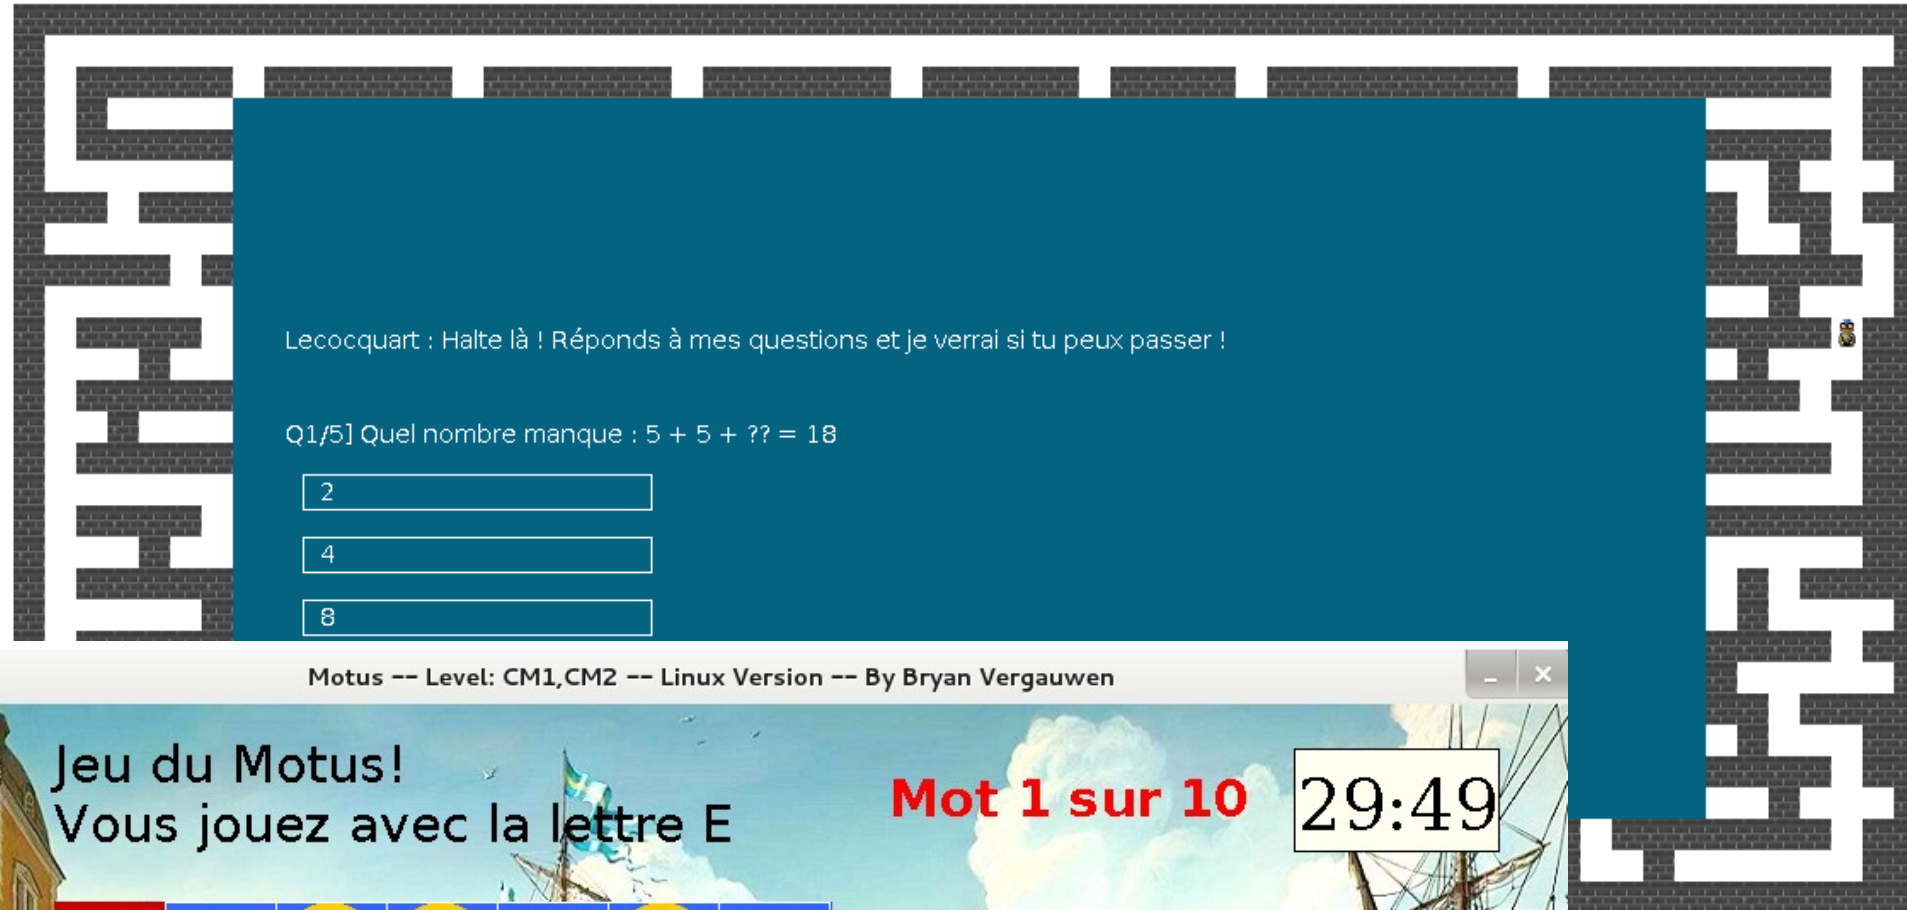 Lecocquart : Halte là ! Réponds à mes questions et je verrai si tu peux passer !
Q1/5] Quel nombre manque : 5 + 5 + ?? = 18
2
4
8
Motus -- Level: CM1,CM2 -- Linux Version -- By Bryan Vergauwen
Jeu du Motus!
Vous jouez avec la lettre E
Mot 1 sur 10
29:49